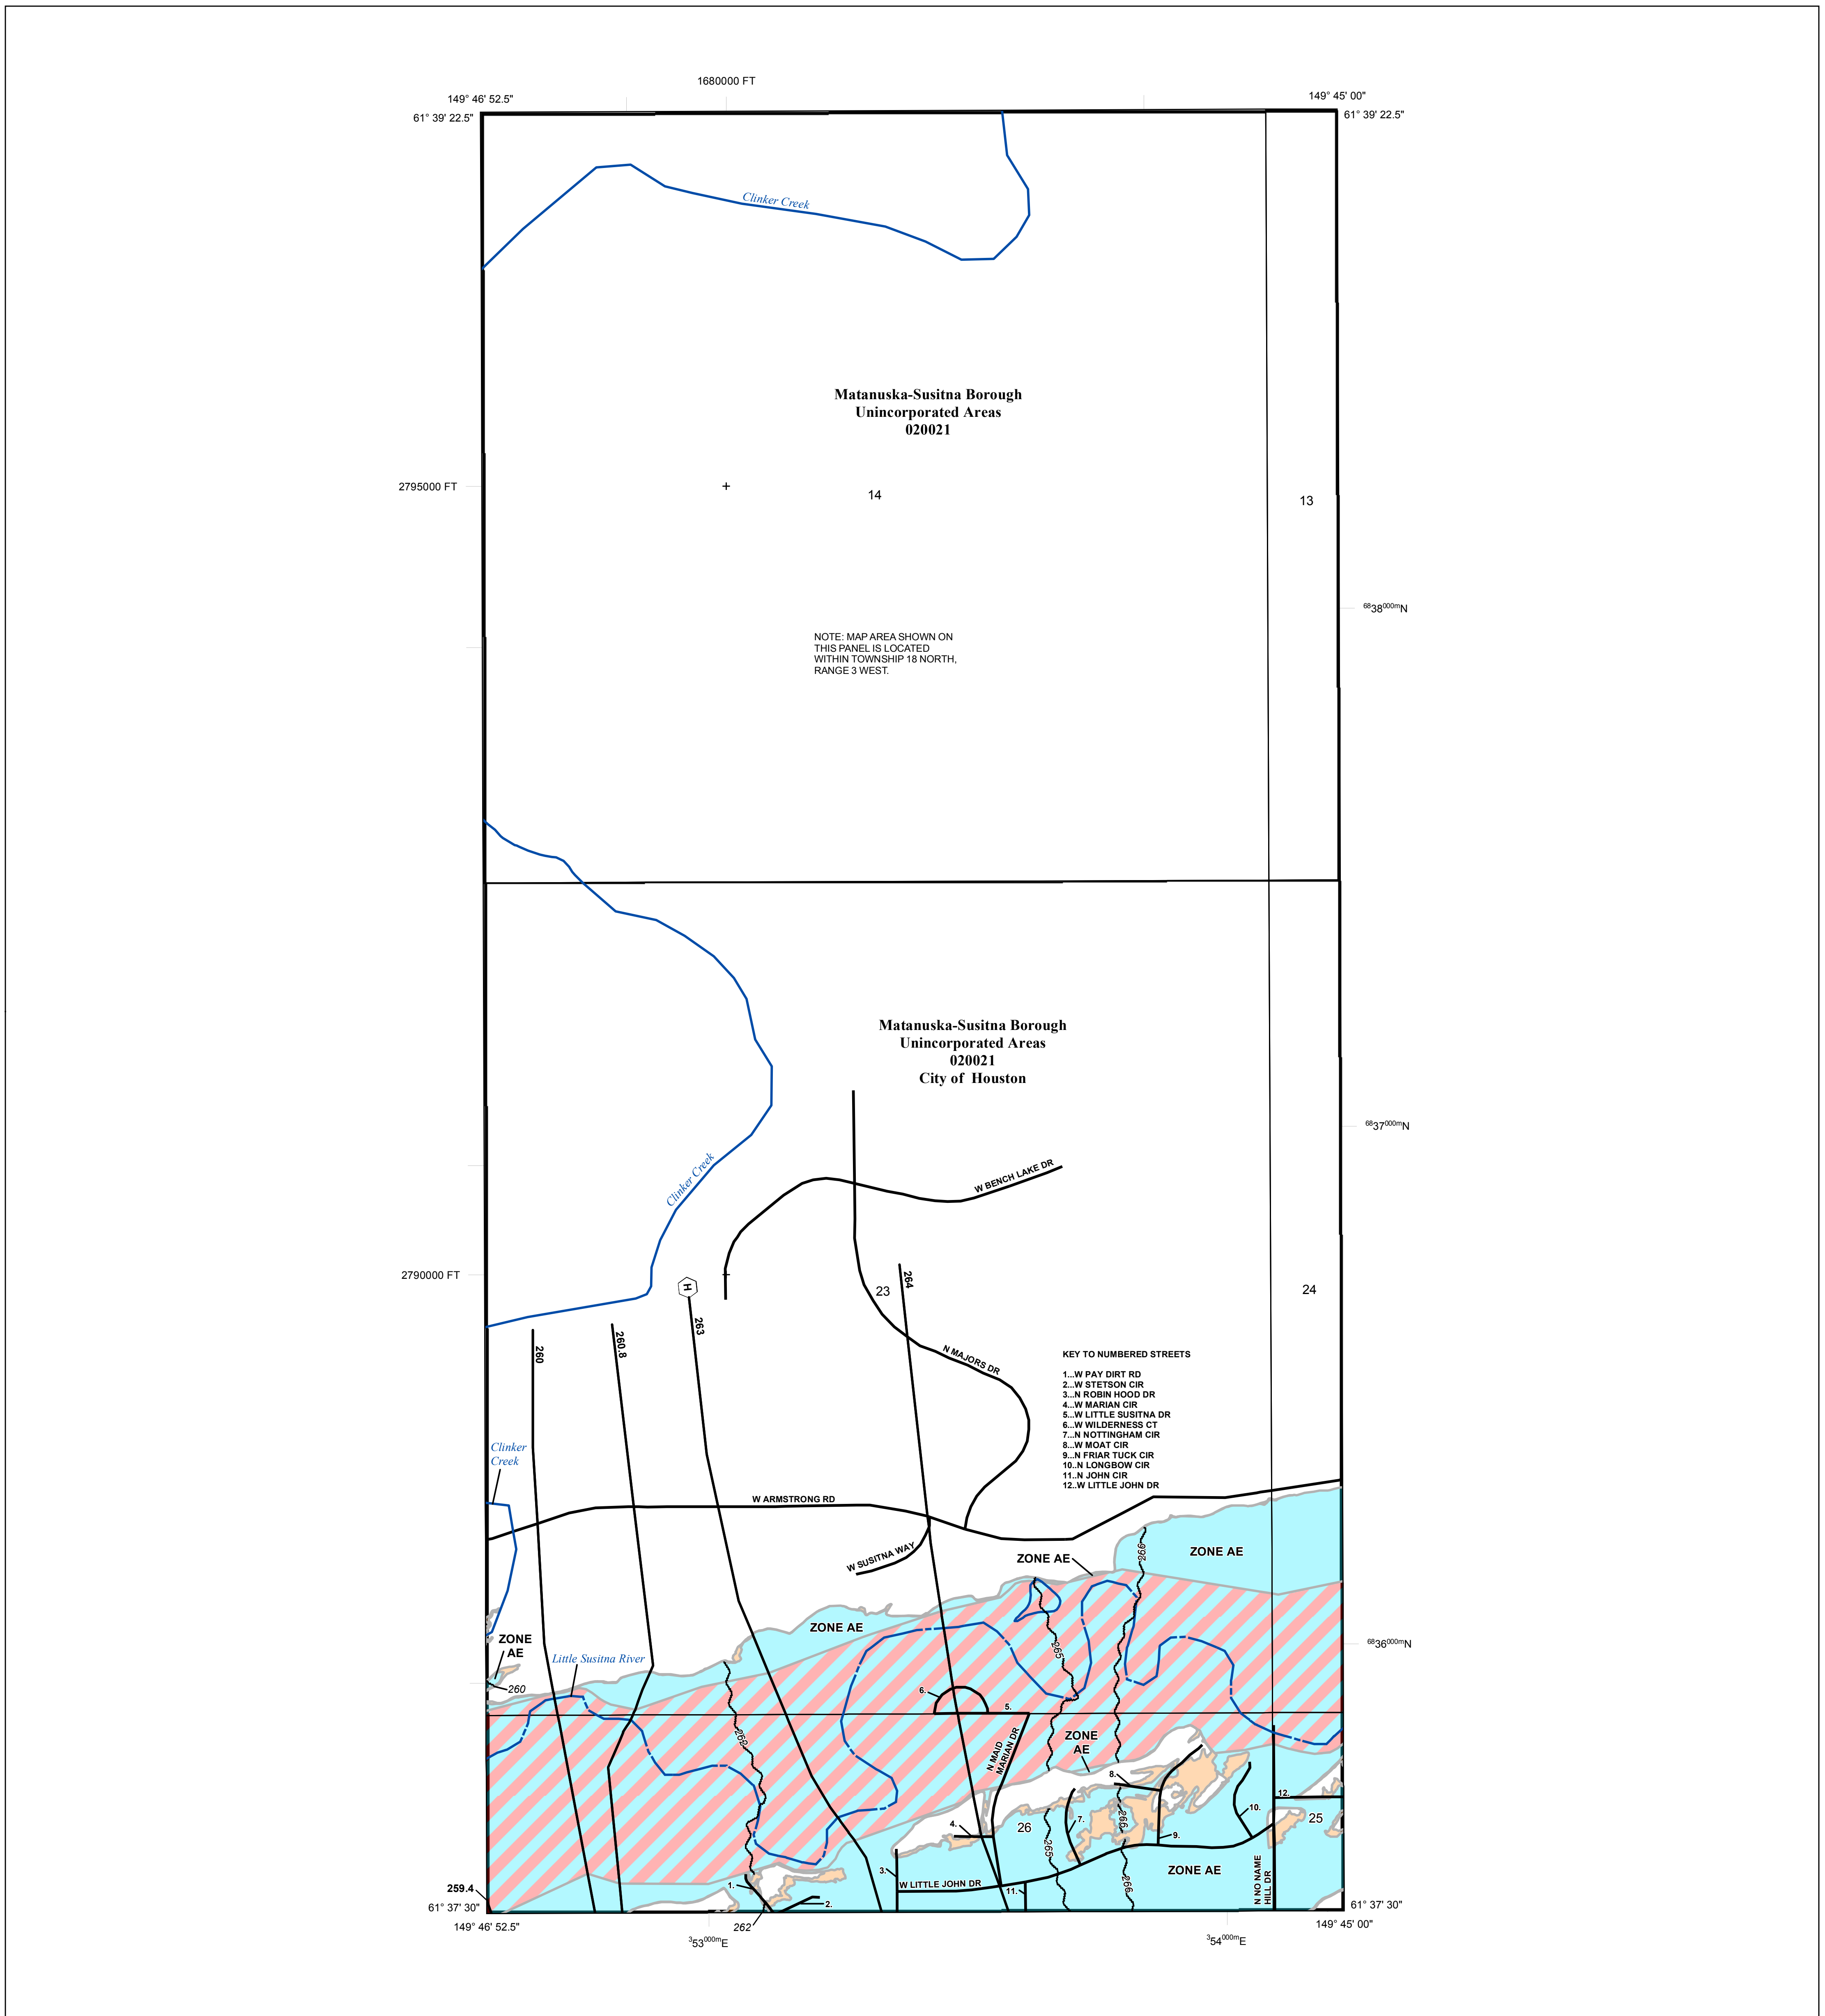 1680000 FT
149° 46' 52.5"
149° 45' 00"
61° 39' 22.5"
61° 39' 22.5"
Clinker Creek
Matanuska-Susitna Borough
Unincorporated Areas
020021
2795000 FT
14
13
6838000mN
NOTE: MAP AREA SHOWN ON
THIS PANEL IS LOCATED
WITHIN TOWNSHIP 18 NORTH,
RANGE 3 WEST.
Matanuska-Susitna Borough
Unincorporated Areas
020021
City of Houston
6837000mN
Clinker Creek
W BENCH LAKE DR
2790000 FT
H
23
264
24
263
260
260.8
N MAJORS DR
KEY TO NUMBERED STREETS
1...W PAY DIRT RD
2...W STETSON CIR
3...N ROBIN HOOD DR
4...W MARIAN CIR
5...W LITTLE SUSITNA DR
6...W WILDERNESS CT
7...N NOTTINGHAM CIR
8...W MOAT CIR
9...N FRIAR TUCK CIR
10..N LONGBOW CIR
11..N JOHN CIR
12..W LITTLE JOHN DR
Clinker
Creek
W ARMSTRONG RD
W SUSITNA WAY
ZONE AE
266
ZONE AE
ZONE AE
ZONE
AE
265
6836000mN
Little Susitna River
260
6.
5.
262
N MAID
MARIAN DR
ZONE
AE
8.
12.
4.
26
7.
266
10.
25
265
9.
3.
ZONE AE
259.4
1.
W LITTLE JOHN DR
11.
266
N NO NAME
HILL DR
2.
61° 37' 30"
61° 37' 30"
149° 46' 52.5"
262
149° 45' 00"
353000mE
354000mE